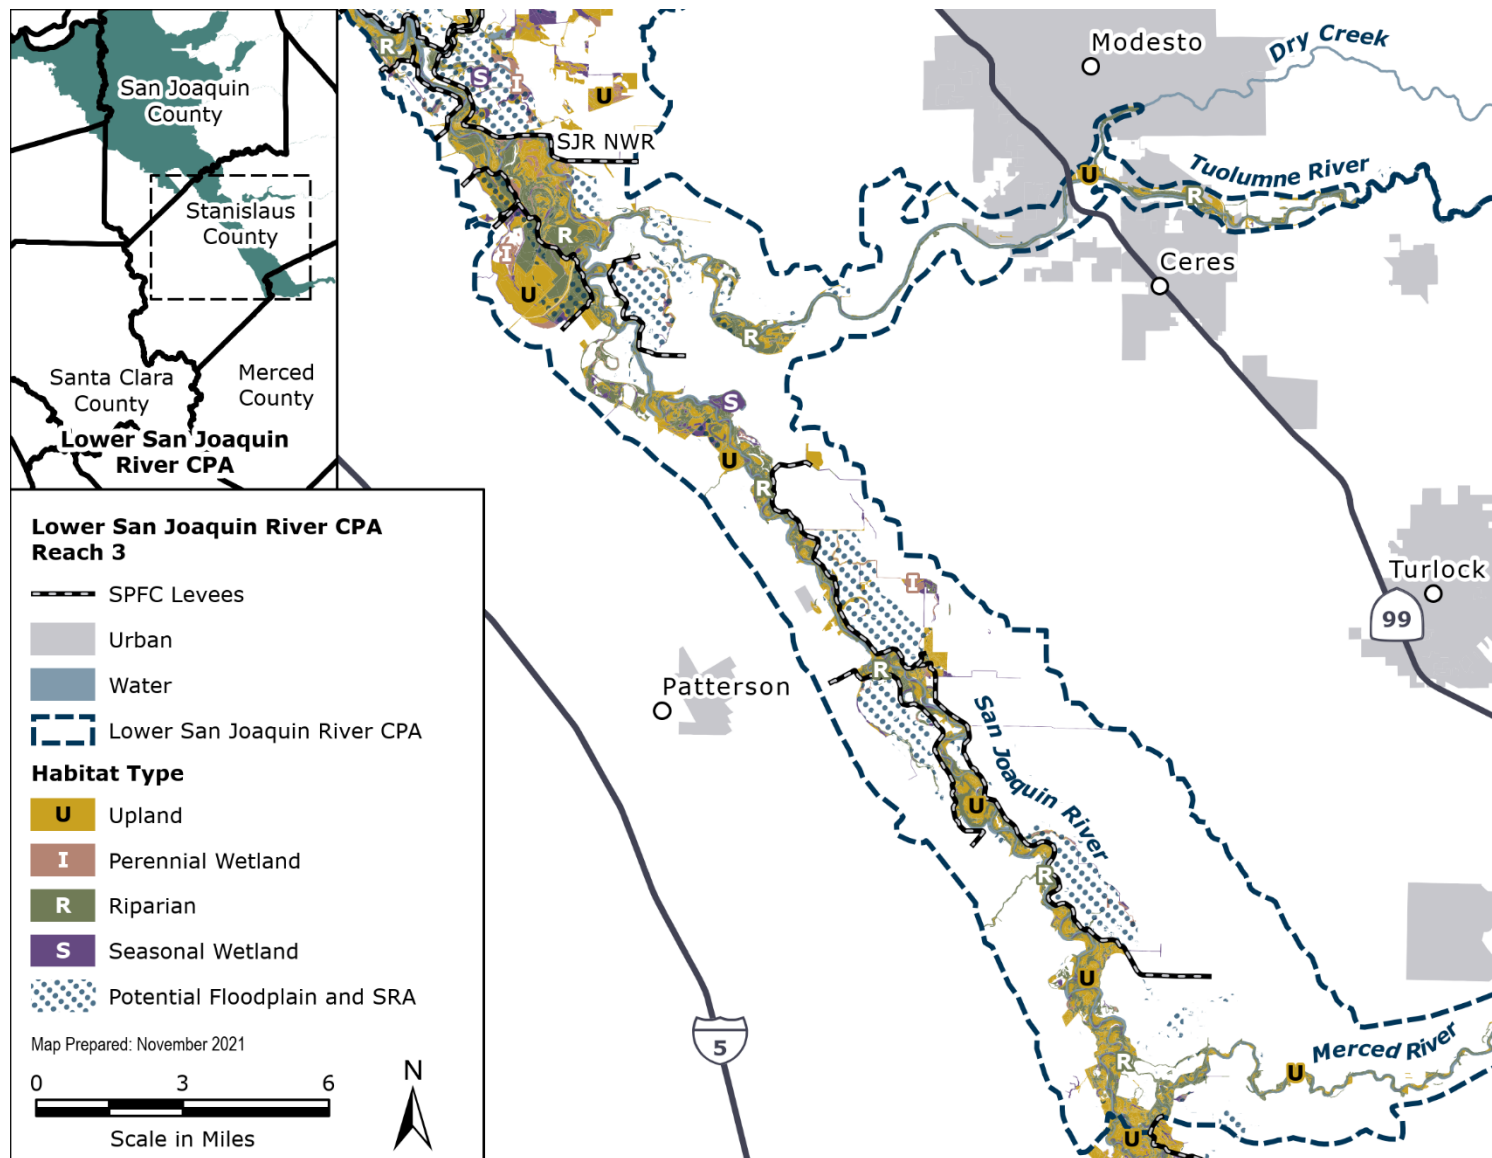 San Joaquin
County
Stanislaus
County
Santa Clara
County
Merced
County
Lower San Joaquin
River CPA
Lower San Joaquin River CPA
Reach 3
SPFC Levees
Urban
Water
Lower San Joaquin River CPA
Habitat Type
U Upland
I Perennial Wetland
R Riparian
S Seasonal Wetland
Potential Floodplain and SRA
Map Prepared: November 2021
0 3 6
Scale in Miles
N
R
S
I
U
SJR NWR
Modesto
Dry Creek
U
Tuolumne River
R
R
I
U
Ceres
R
S
U
R
I
Turlock
99
R
Patterson
San Joaquin River
U
R
U
5
R
Merced River
U
U